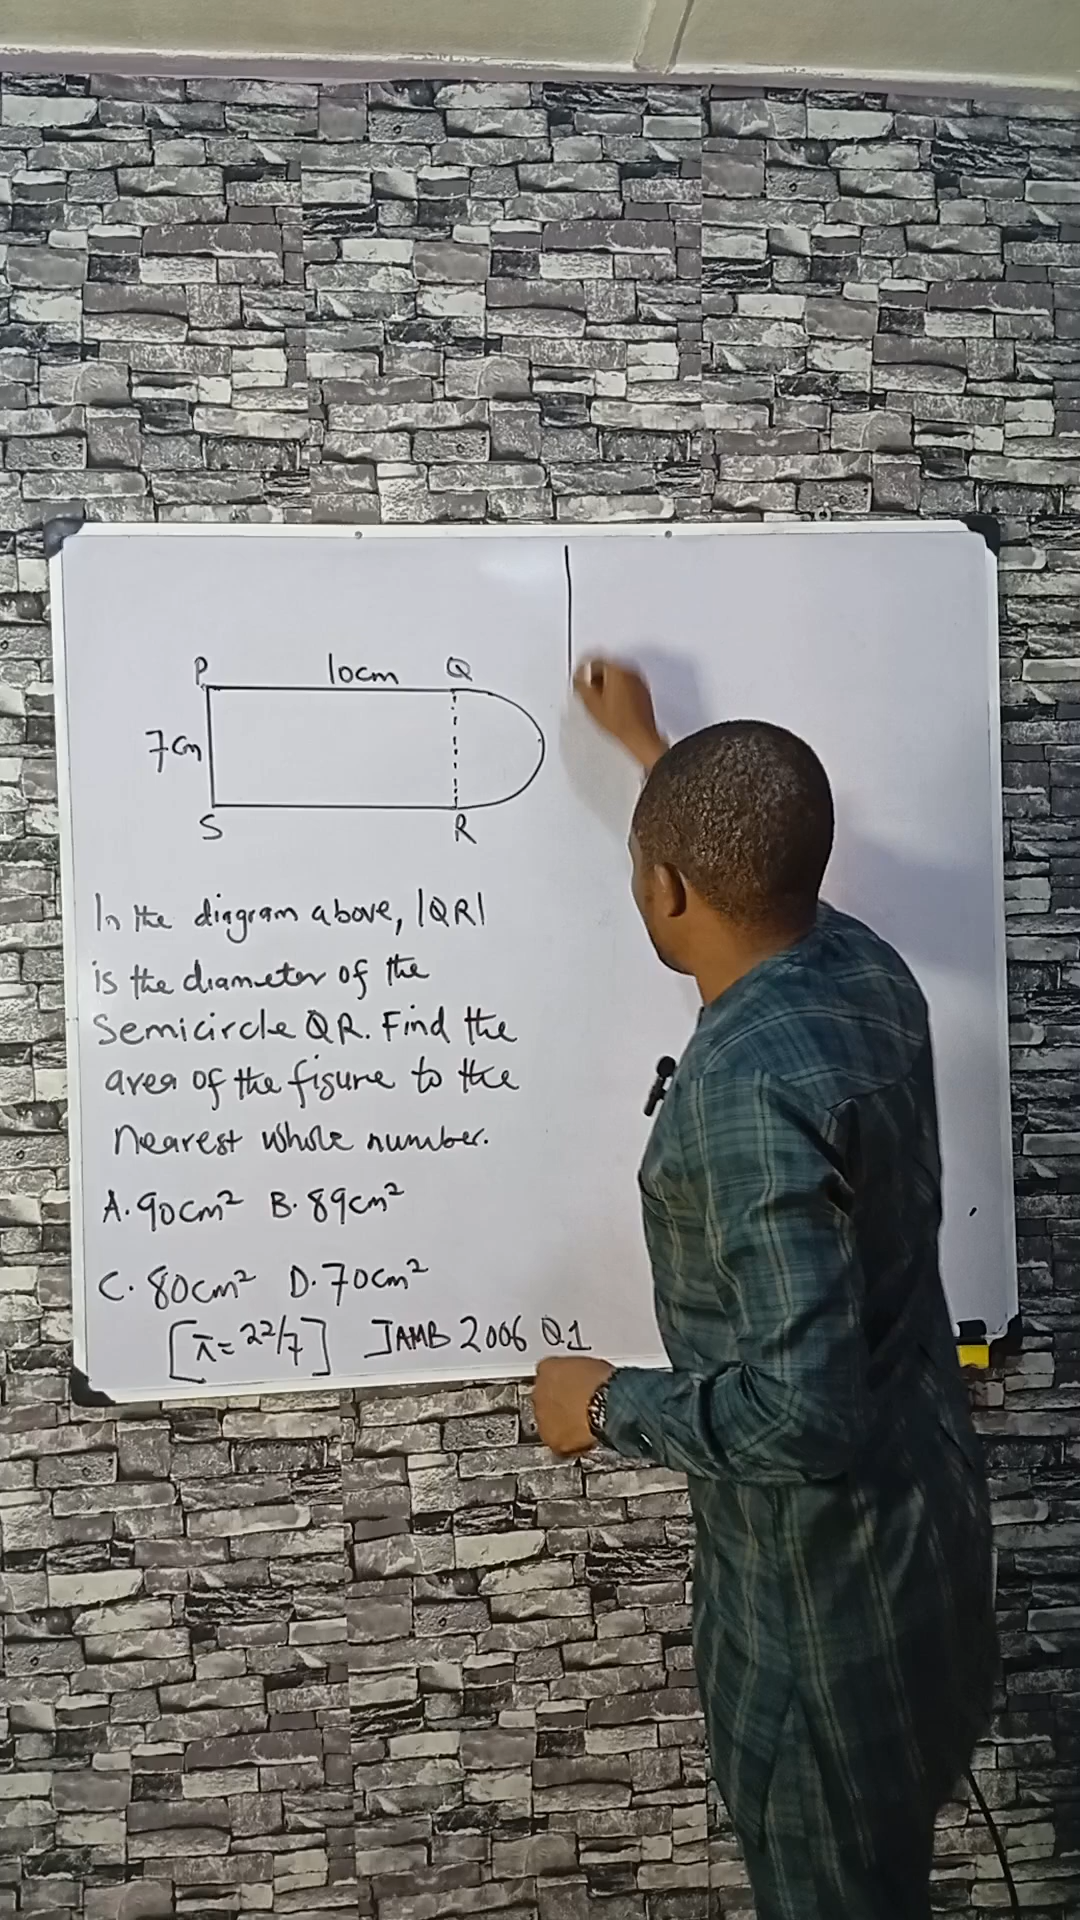 P 10cm Q
7cm
S R
In the diagram above, |QR|
is the diameter of the
Semicircle QR. Find the
area of the figure to the
nearest whole number.
A. 90cm² B. 89cm²
C. 80cm² D. 70cm²
[π = 22/7] JAMB 2006 Q1